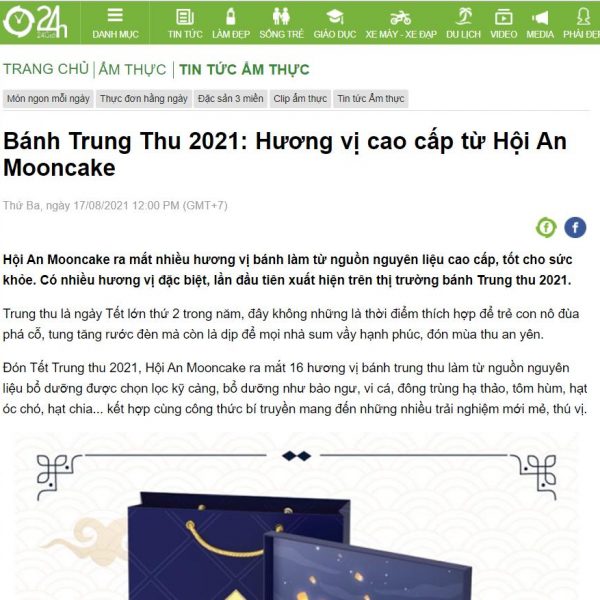 24h
DANH MỤC
TIN TỨC
LÀM ĐẸP
SỐNG TRẺ
GIÁO DỤC
XE MÁY - XE ĐẠP
DU LỊCH
VIDEO
MEDIA
PHÁI ĐẸ
TRANG CHỦ | ẨM THỰC | TIN TỨC ẨM THỰC
Món ngon mỗi ngày
Thực đơn hằng ngày
Đặc sản 3 miền
Clip ẩm thực
Tin tức Ẩm thực
Bánh Trung Thu 2021: Hương vị cao cấp từ Hội An
Mooncake
Thứ Ba, ngày 17/08/2021 12:00 PM (GMT+7)
Hội An Mooncake ra mắt nhiều hương vị bánh làm từ nguồn nguyên liệu cao cấp, tốt cho sức
khỏe. Có nhiều hương vị đặc biệt, lần đầu tiên xuất hiện trên thị trường bánh Trung thu 2021.
Trung thu là ngày Tết lớn thứ 2 trong năm, đây không những là thời điểm thích hợp để trẻ con nô đùa
phá cỗ, tung tăng rước đèn mà còn là dịp để mọi nhà sum vầy hạnh phúc, đón mùa thu an yên.
Đón Tết Trung thu 2021, Hội An Mooncake ra mắt 16 hương vị bánh trung thu làm từ nguồn nguyên
liệu bổ dưỡng được chọn lọc kỹ càng, bổ dưỡng như bào ngư, vi cá, đông trùng hạ thảo, tôm hùm, hạt
óc chó, hạt chia... kết hợp cùng công thức bí truyền mang đến những nhiều trải nghiệm mới mẻ, thú vị.